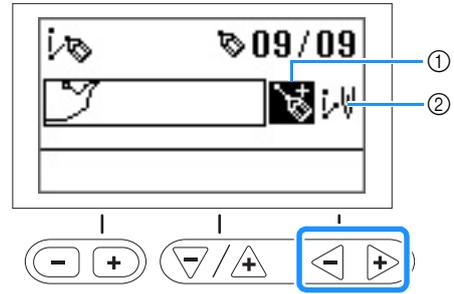 09/09
①
②
- + / + - +